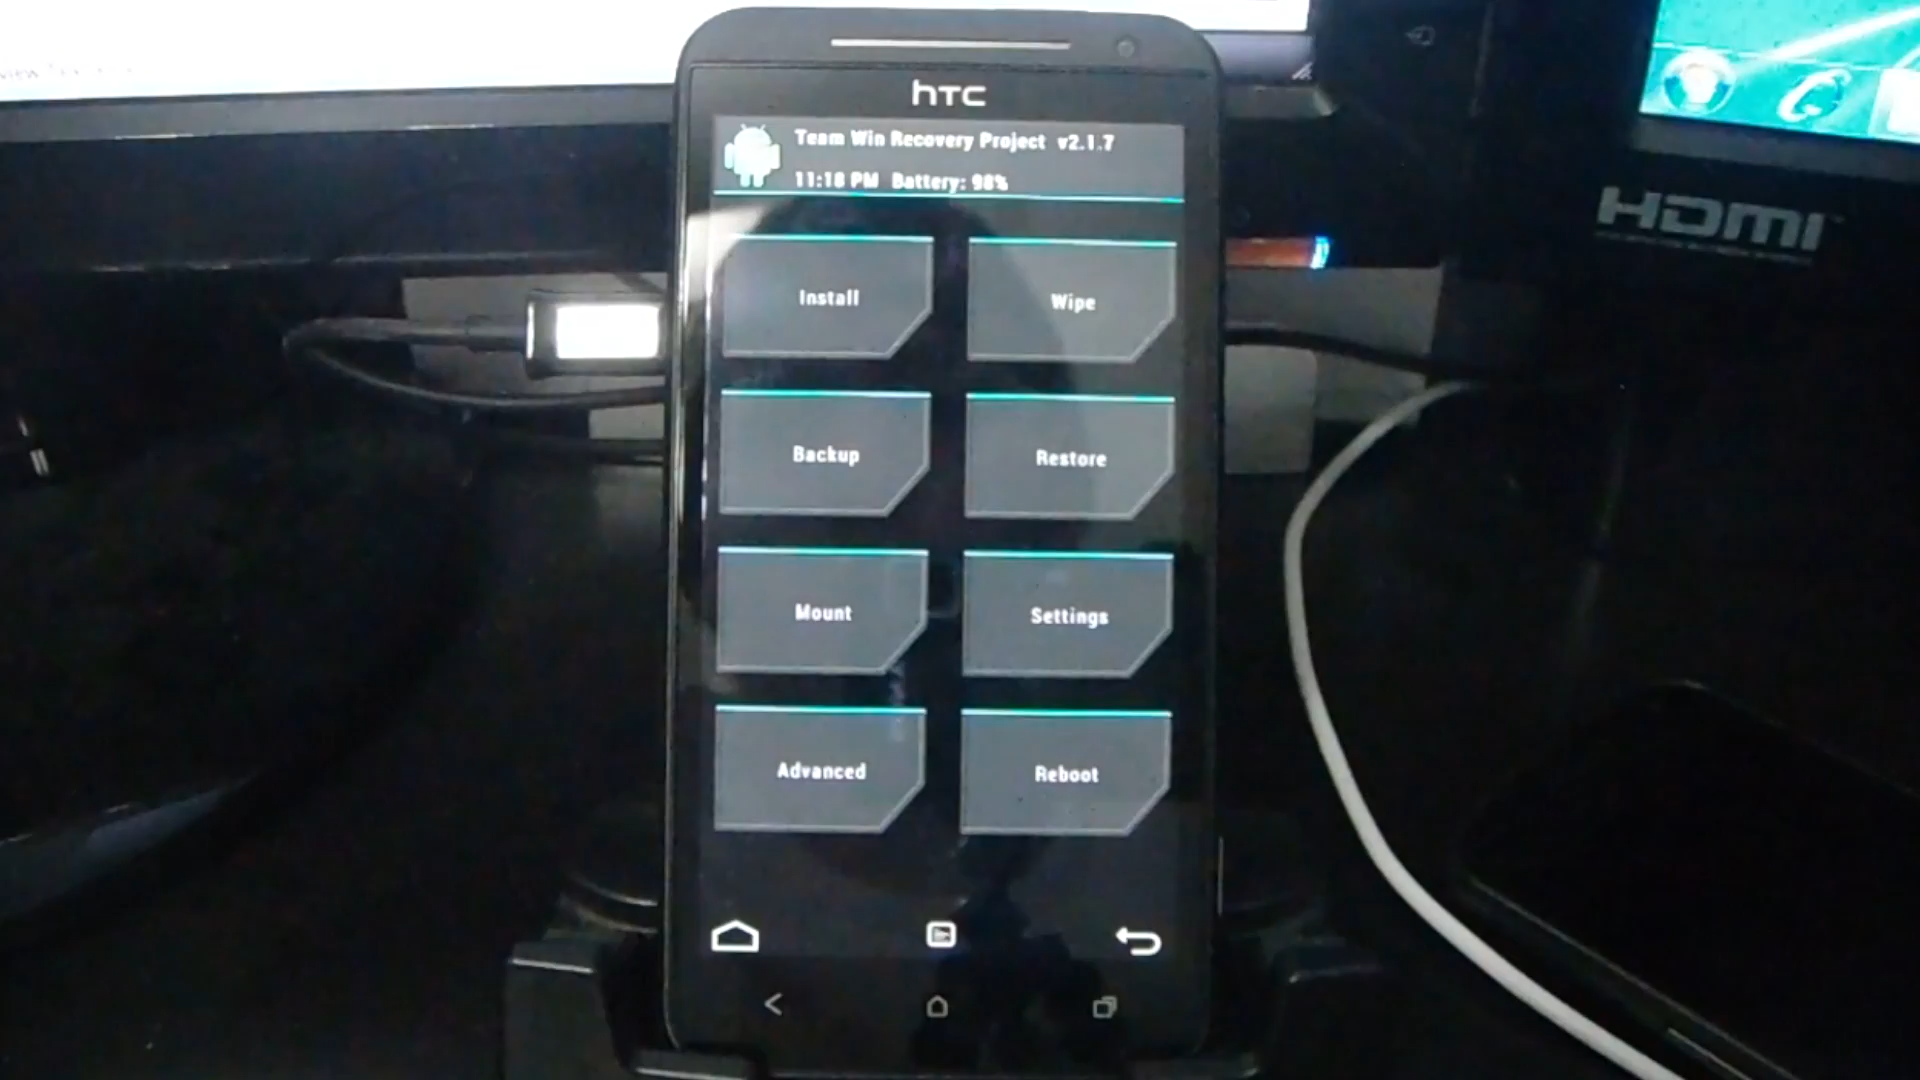 hTC
Team Win Recovery Project v2.1.7
11:18 PM Battery: 98%
Install
Wipe
Backup
Restore
Mount
Settings
Advanced
Reboot
HDMI